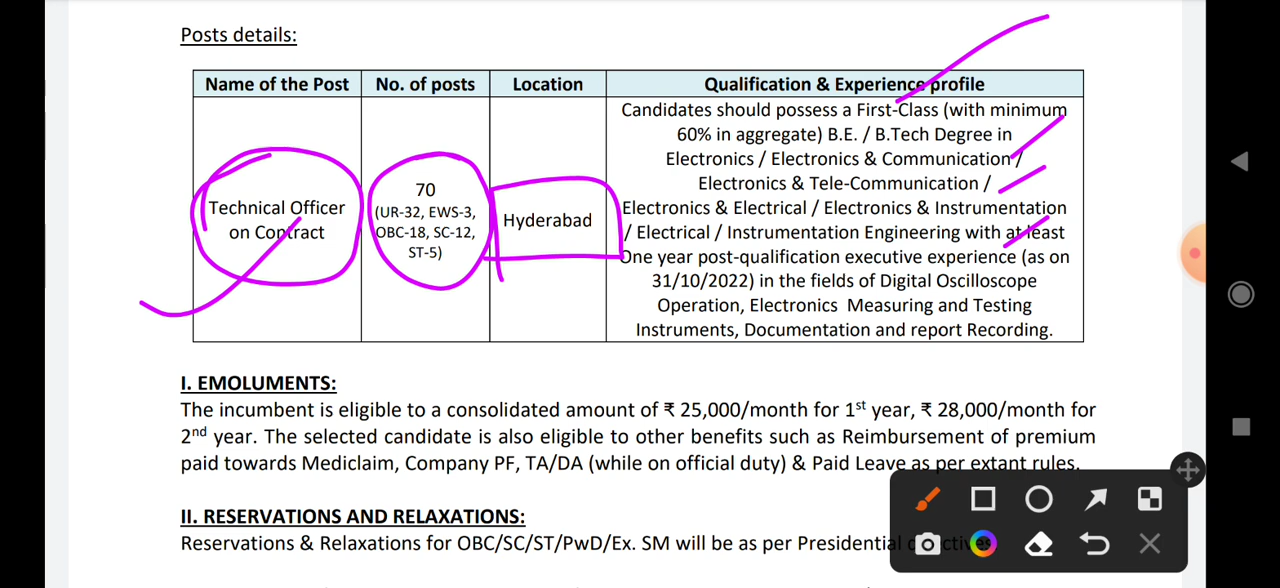 Posts details:
Name of the Post No. of posts Location Qualification & Experience profile
Technical Officer
on Contract
70
(UR-32, EWS-3,
OBC-18, SC-12,
ST-5)
Hyderabad
Candidates should possess a First-Class (with minimum
60% in aggregate) B.E. / B.Tech Degree in
Electronics / Electronics & Communication /
Electronics & Tele-Communication /
Electronics & Electrical / Electronics & Instrumentation
/ Electrical / Instrumentation Engineering with at least
One year post-qualification executive experience (as on
31/10/2022) in the fields of Digital Oscilloscope
Operation, Electronics Measuring and Testing
Instruments, Documentation and report Recording.
I. EMOLUMENTS:
The incumbent is eligible to a consolidated amount of ₹ 25,000/month for 1st year, ₹ 28,000/month for
2nd year. The selected candidate is also eligible to other benefits such as Reimbursement of premium
paid towards Mediclaim, Company PF, TA/DA (while on official duty) & Paid Leave as per extant rules.
II. RESERVATIONS AND RELAXATIONS:
Reservations & Relaxations for OBC/SC/ST/PwD/Ex. SM will be as per Presidential